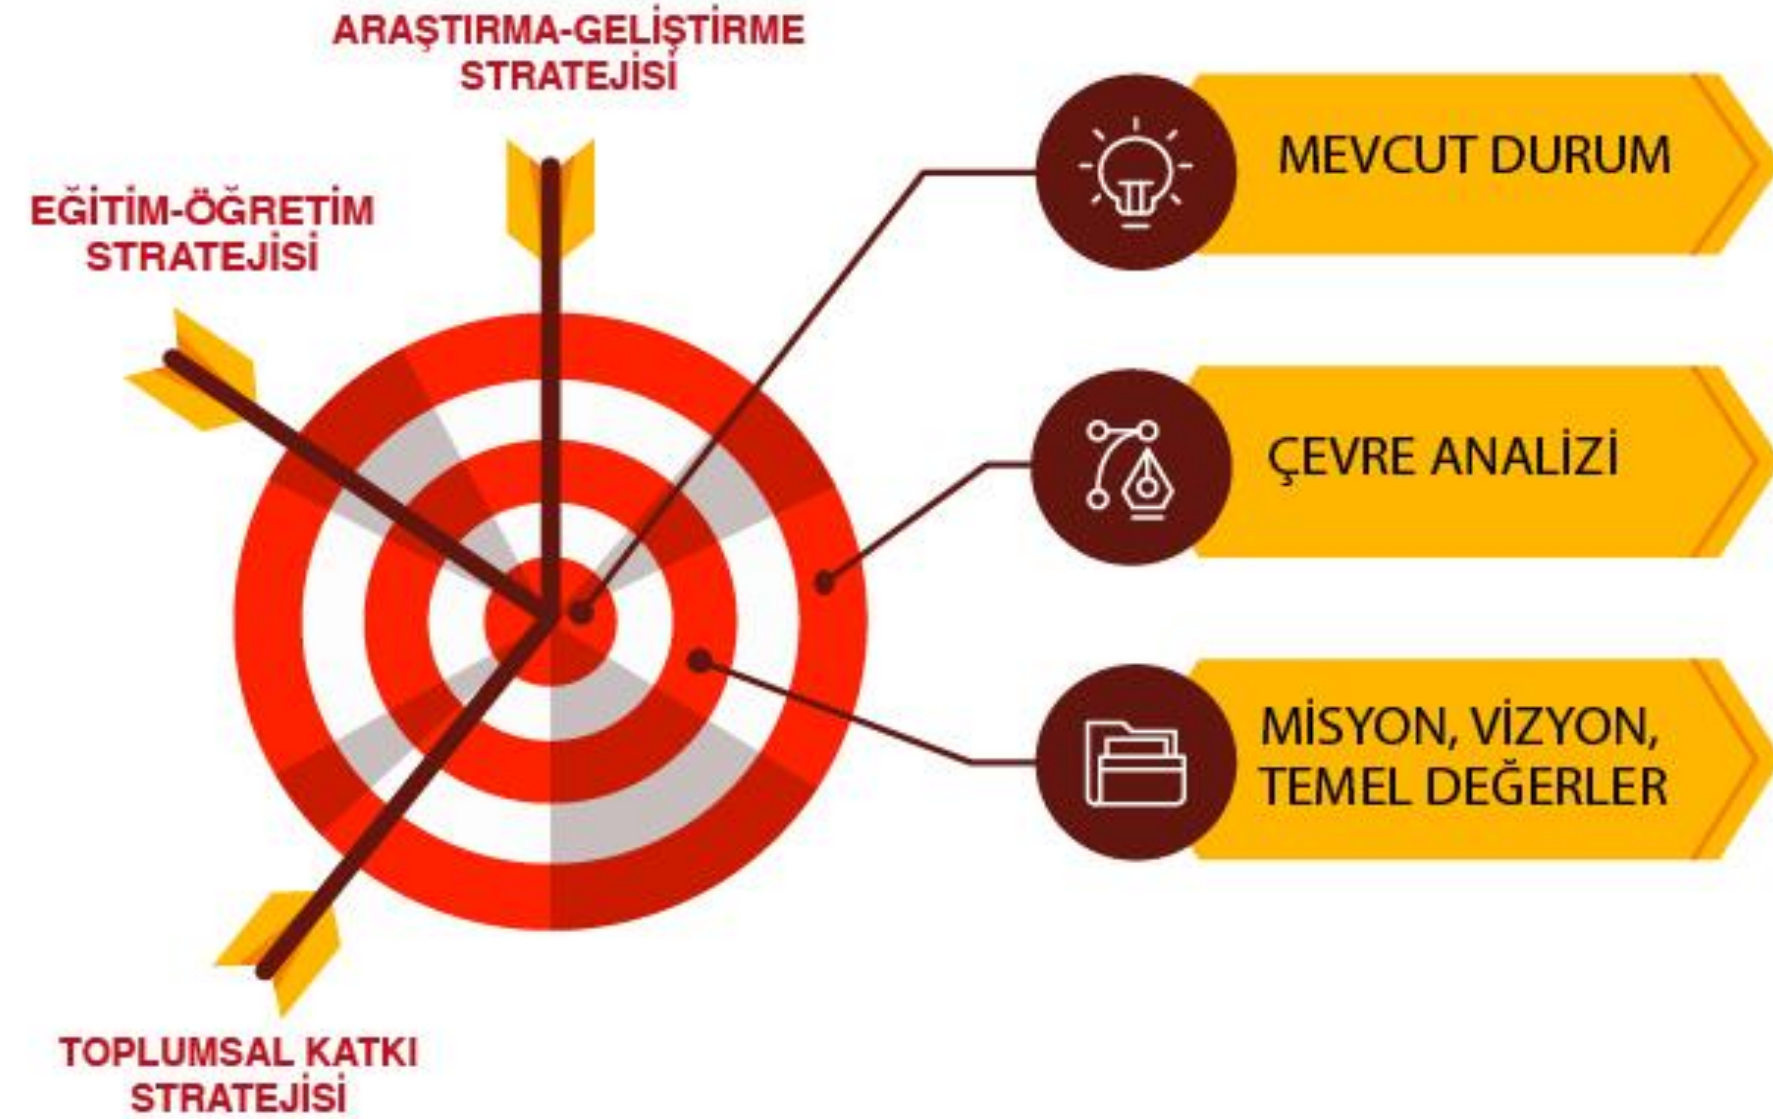 ARAŞTIRMA-GELİŞTİRME
STRATEJİSİ
EĞİTİM-ÖĞRETİM
STRATEJİSİ
TOPLUMSAL KATKI
STRATEJİSİ
MEVCUT DURUM
ÇEVRE ANALİZİ
MİSYON, VİZYON,
TEMEL DEĞERLER